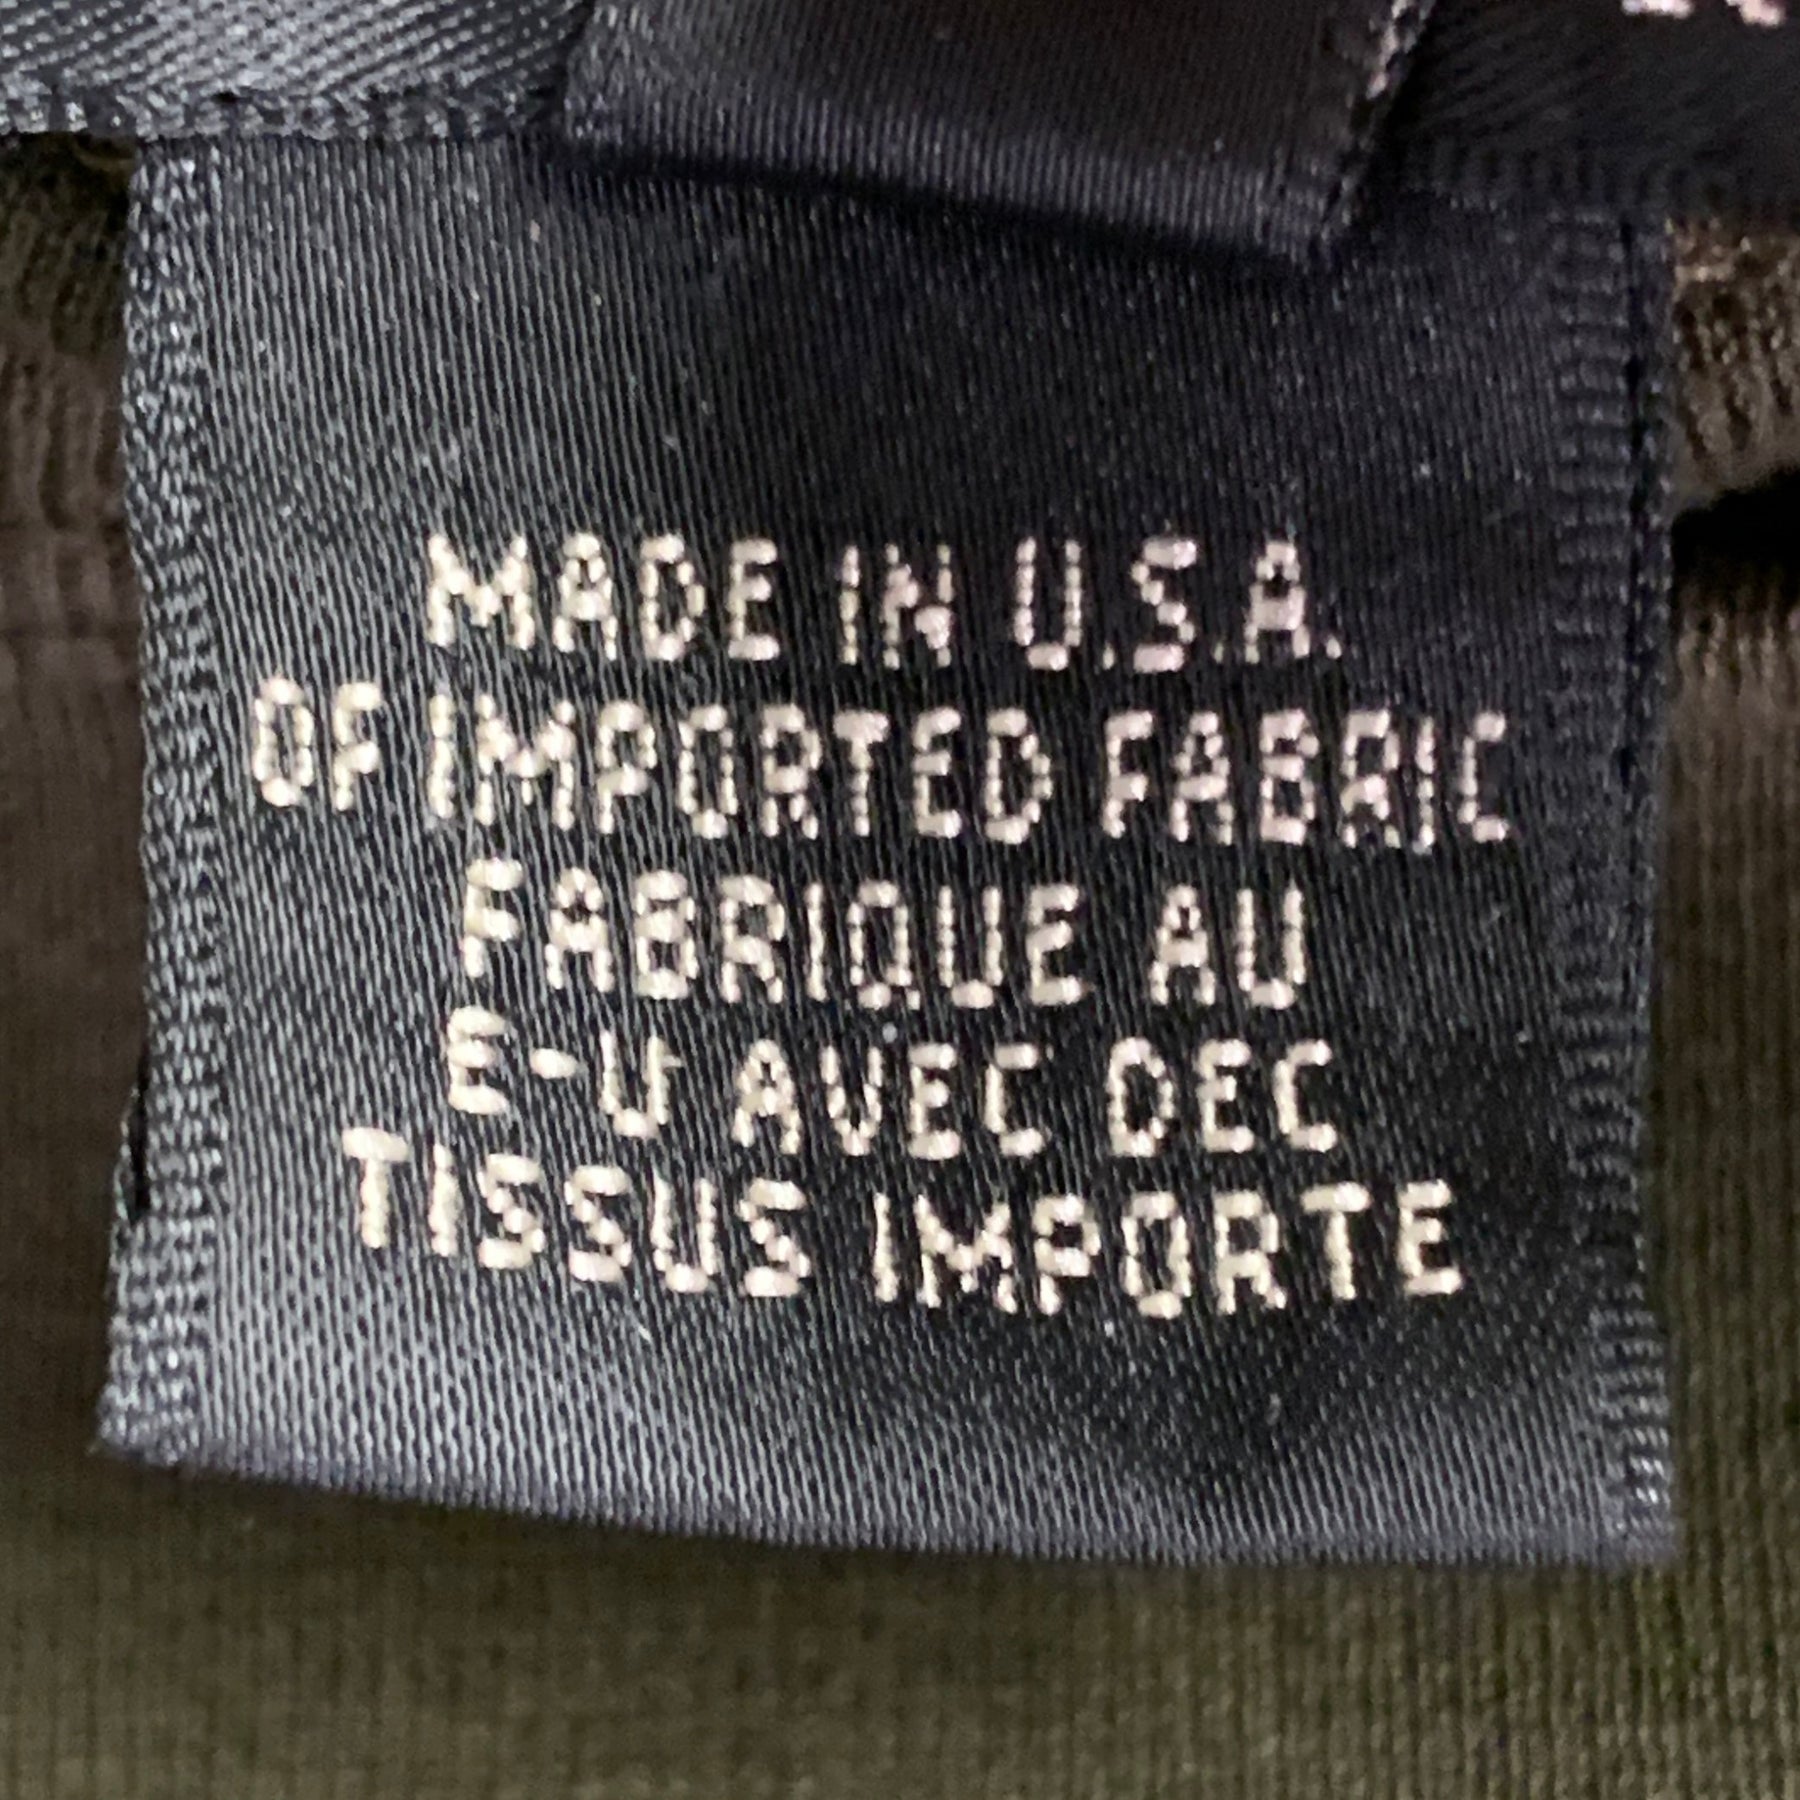 MADE IN U.S.A.
OF IMPORTED FABRIC
FABRIQUE AU
E-U AVEC DEC
TISSUS IMPORTE